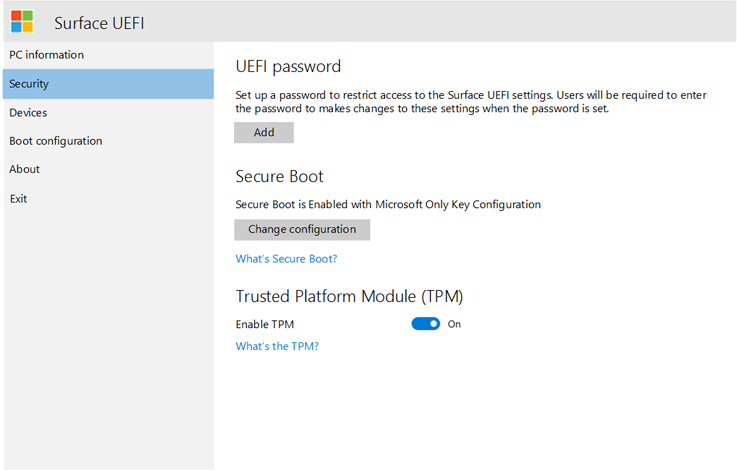 Surface UEFI
PC information
Security
Devices
Boot configuration
About
Exit
UEFI password
Set up a password to restrict access to the Surface UEFI settings. Users will be required to enter
the password to makes changes to these settings when the password is set.
Add
Secure Boot
Secure Boot is Enabled with Microsoft Only Key Configuration
Change configuration
What's Secure Boot?
Trusted Platform Module (TPM)
Enable TPM On
What's the TPM?